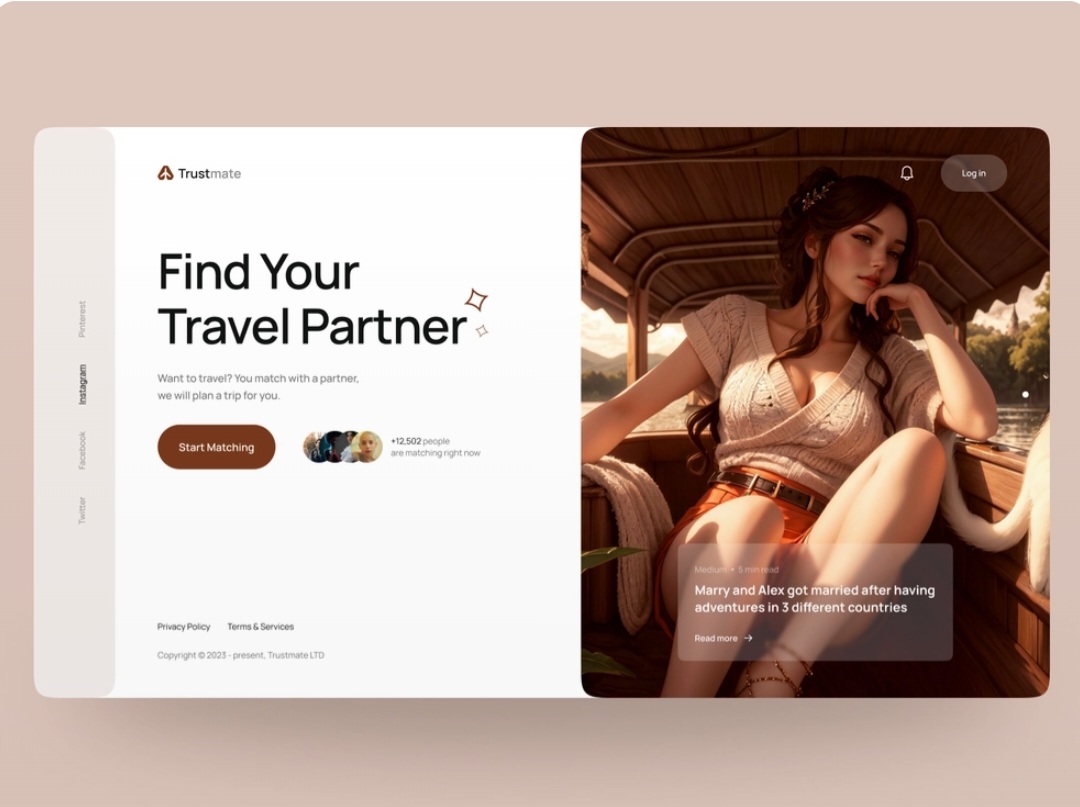 Trustmate
Log in
Find Your
Travel Partner
Want to travel? You match with a partner,
we will plan a trip for you.
Start Matching
+12,502 people
are matching right now
Pinterest
Instagram
Facebook
Twitter
Medium • 5 min read
Marry and Alex got married after having
adventures in 3 different countries
Read more
Privacy Policy
Terms & Services
Copyright © 2023 - present, Trustmate LTD